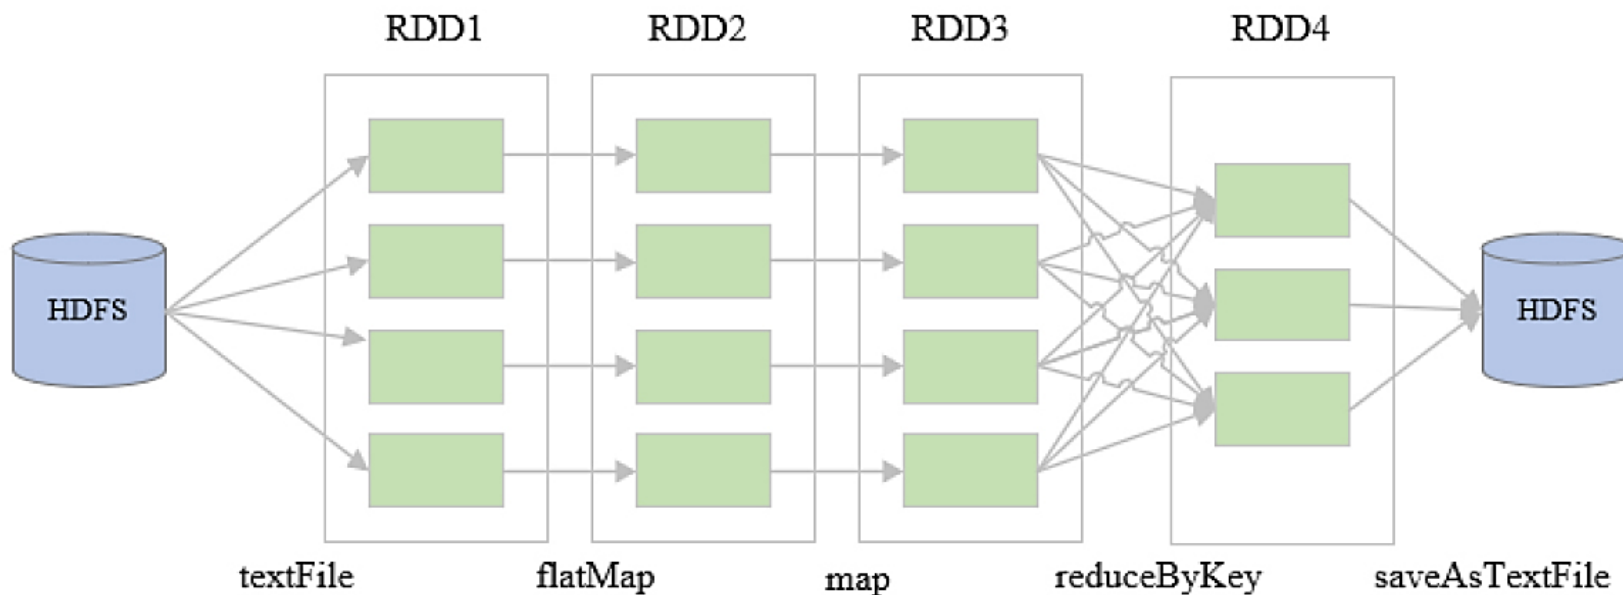 RDD1 RDD2 RDD3 RDD4
HDFS HDFS
textFile flatMap map reduceByKey saveAsTextFile